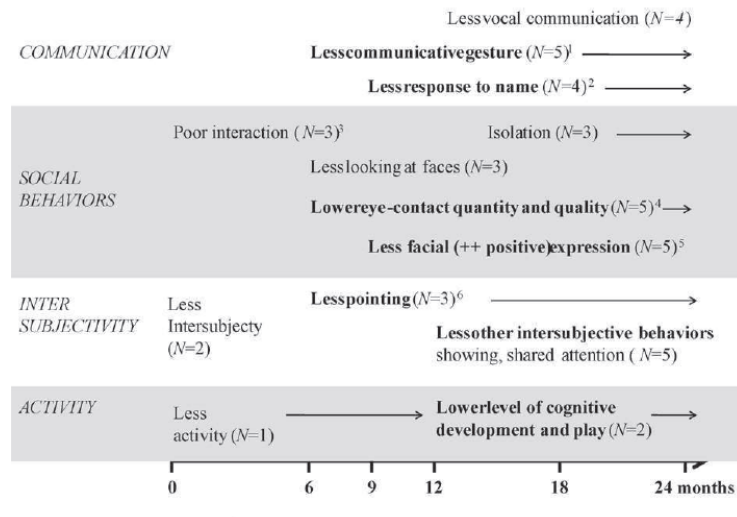 Less vocal communication (N=4)
COMMUNICATION
Lesscommunicativegesture (N=5)¹
Lessresponse to name (N=4)²
Poor interaction (N=3)³
Isolation (N=3)
Lesslooking at faces (N=3)
SOCIAL
BEHAVIORS
Lowereye-contact quantity and quality (N=5)⁴
Less facial (++ positive)expression (N=5)⁵
INTER
SUBJECTIVITY
Less
Intersubjecty
(N=2)
Lesspointing (N=3)⁶
Lessother intersubjective behaviors
showing, shared attention ( N=5)
ACTIVITY
Less
activity (N=1)
Lowerlevel of cognitive
development and play (N=2)
0 6 9 12 18 24 months